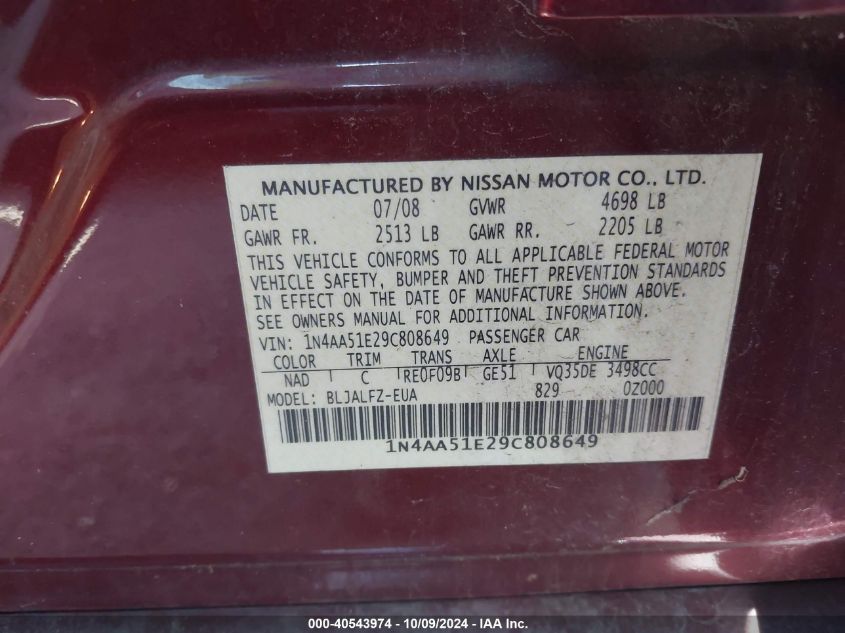 MANUFACTURED BY NISSAN MOTOR CO., LTD.
DATE 07/08 GVWR 4698 LB
GAWR FR. 2513 LB GAWR RR. 2205 LB
THIS VEHICLE CONFORMS TO ALL APPLICABLE FEDERAL MOTOR
VEHICLE SAFETY, BUMPER AND THEFT PREVENTION STANDARDS
IN EFFECT ON THE DATE OF MANUFACTURE SHOWN ABOVE.
SEE OWNERS MANUAL FOR ADDITIONAL INFORMATION.
VIN: 1N4AA51E29C808649 PASSENGER CAR
COLOR TRIM TRANS AXLE ENGINE
NAD C RE0F09B GE51 VQ35DE 3498CC
MODEL: BLJALFZ-EUA 829 0Z000
1N4AA51E29C808649
000-40543974 | 10/09/2024 - © IAA Inc.